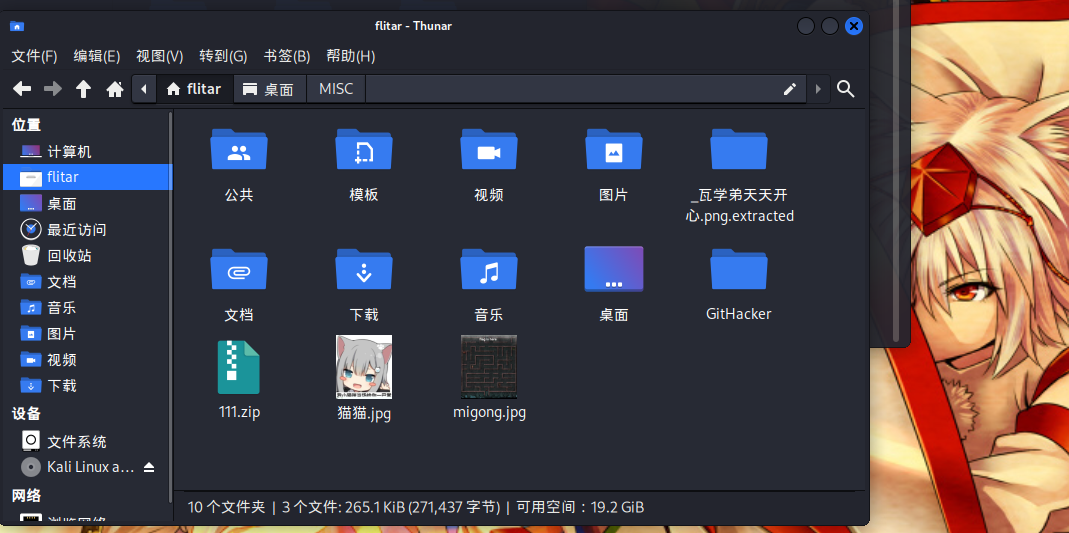 flitar - Thunar
文件(F) 编辑(E) 视图(V) 转到(G) 书签(B) 帮助(H)
flitar 桌面 MISC
位置
计算机
flitar
桌面
最近访问
回收站
文档
音乐
图片
视频
下载
设备
文件系统
Kali Linux a...
网络
浏览网络
公共 模板 视频 图片 _瓦学弟天天开
心.png.extracted
文档 下载 音乐 桌面 GitHacker
111.zip 猫猫.jpg migong.jpg
10 个文件夹 | 3 个文件: 265.1 KiB (271,437 字节) | 可用空间：19.2 GiB